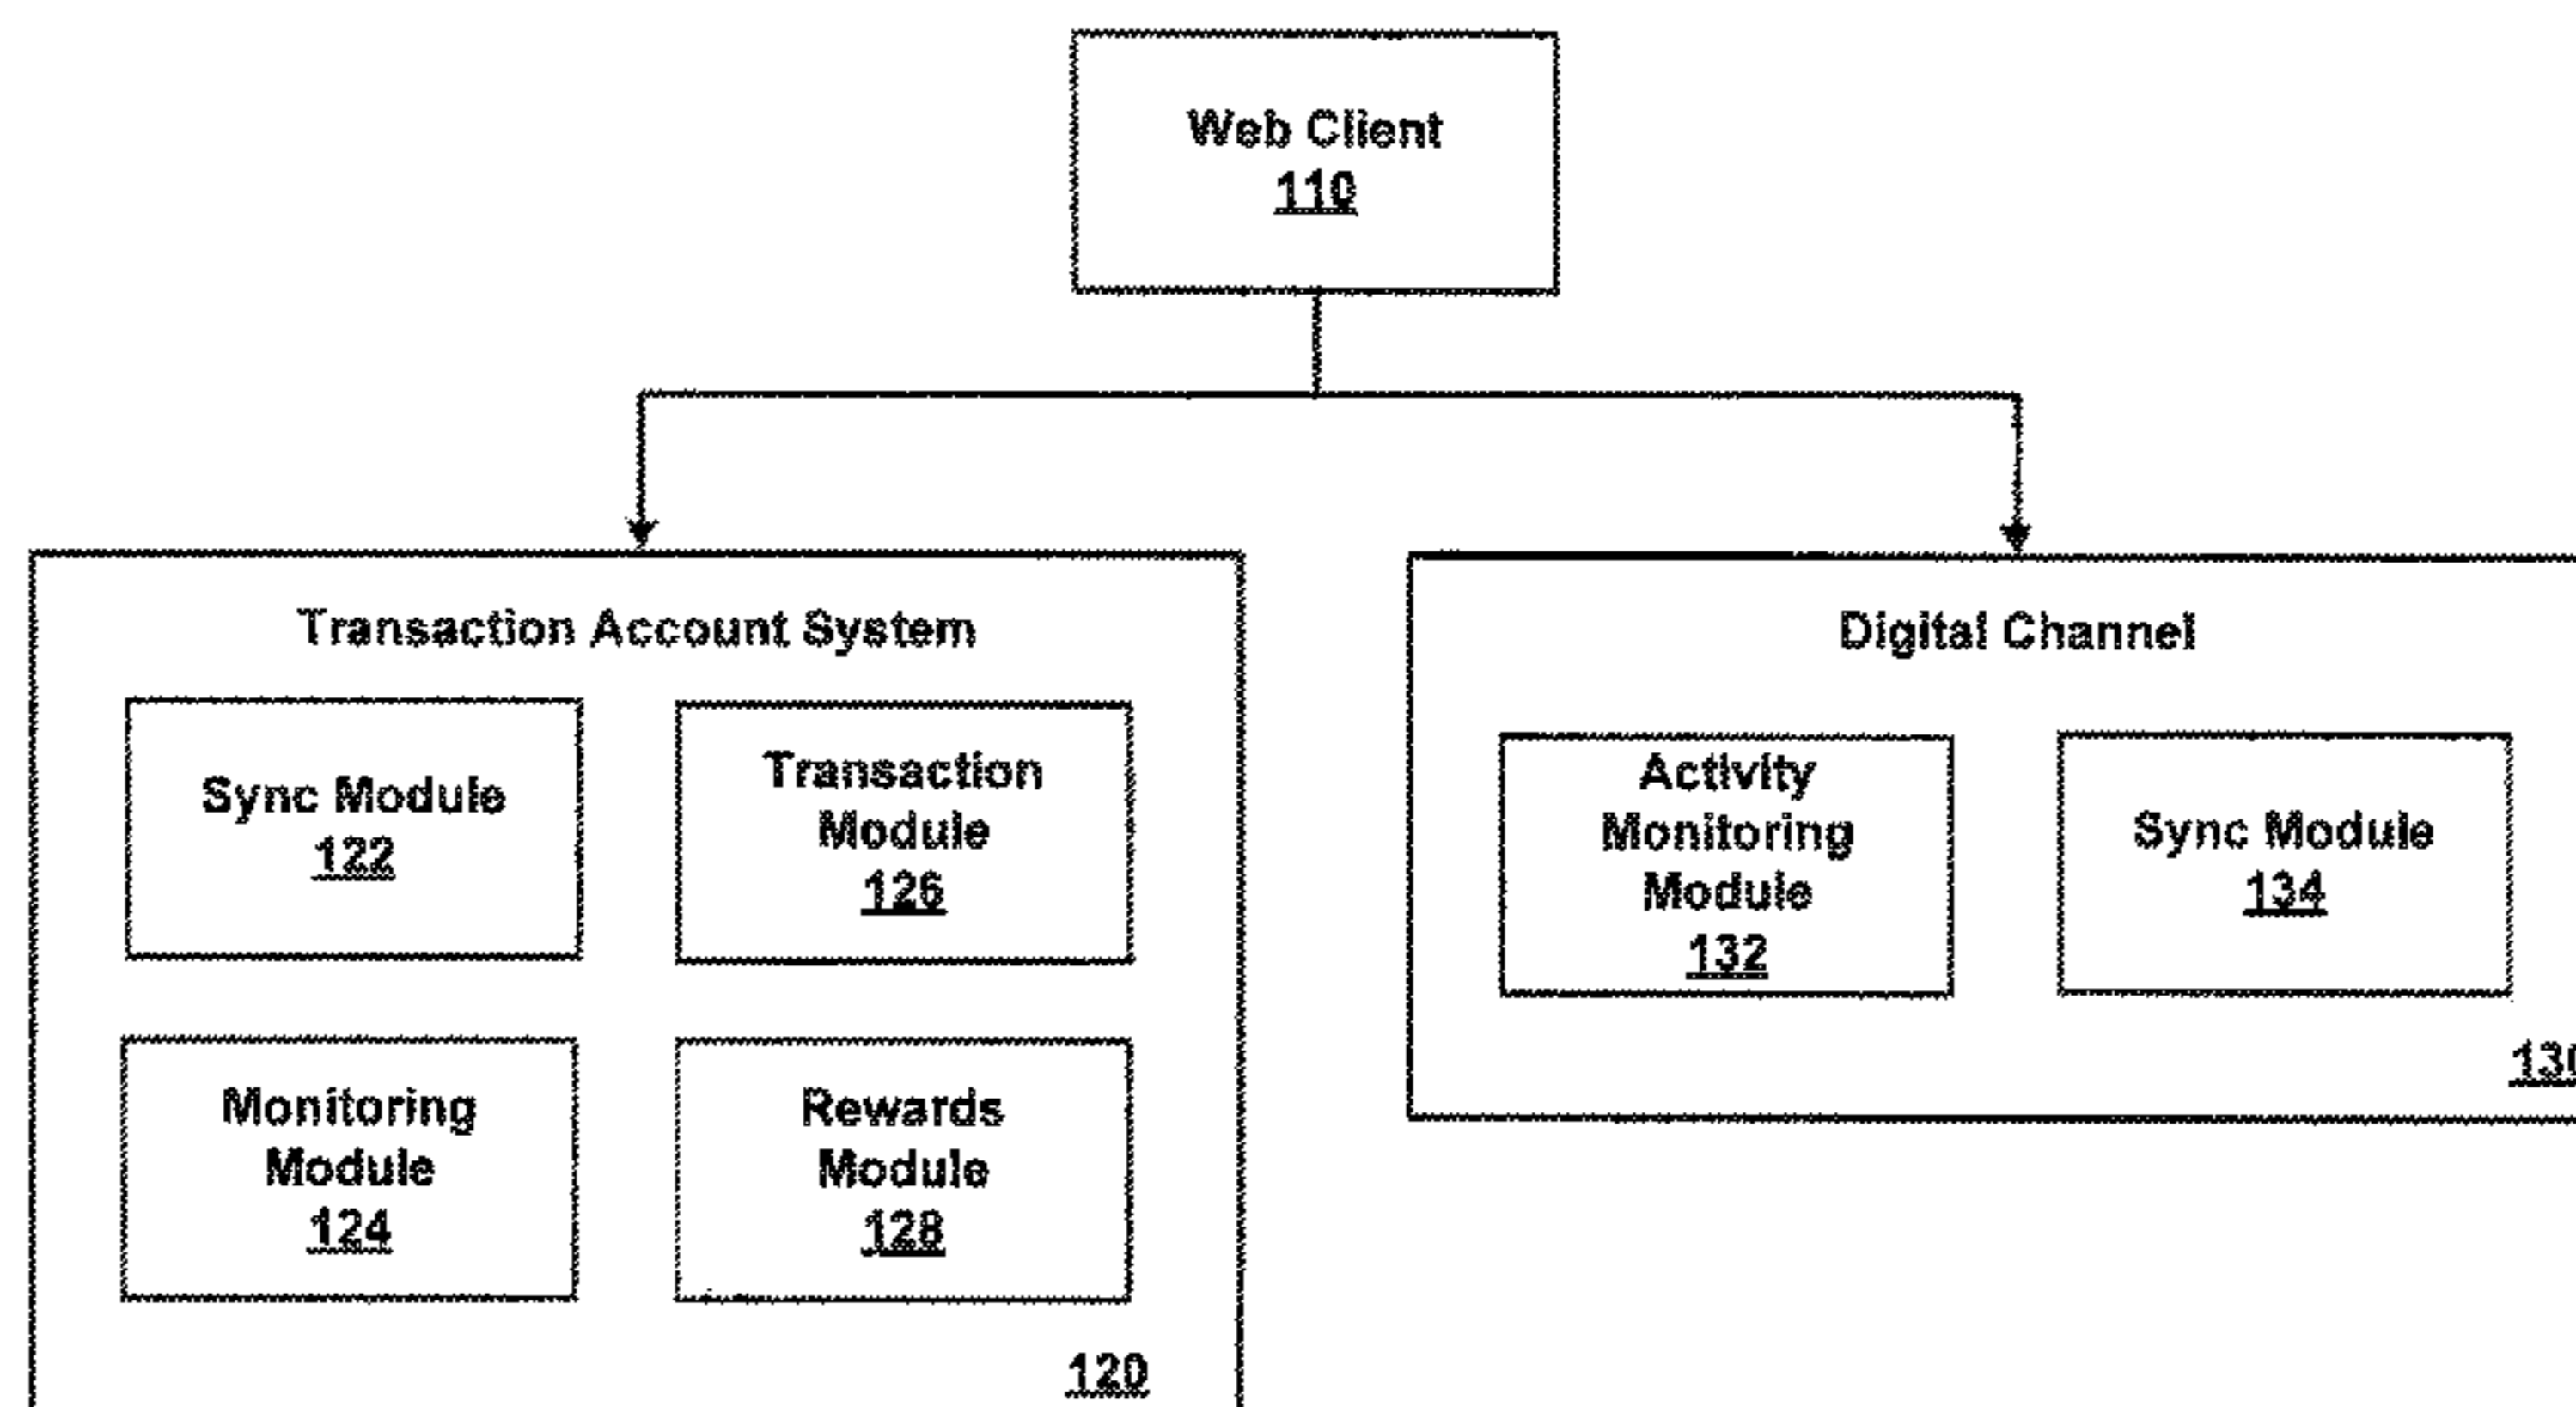 Web Client
110
Transaction Account System
Sync Module
122
Transaction
Module
126
Monitoring
Module
124
Rewards
Module
128
120
Digital Channel
Activity
Monitoring
Module
132
Sync Module
134
130